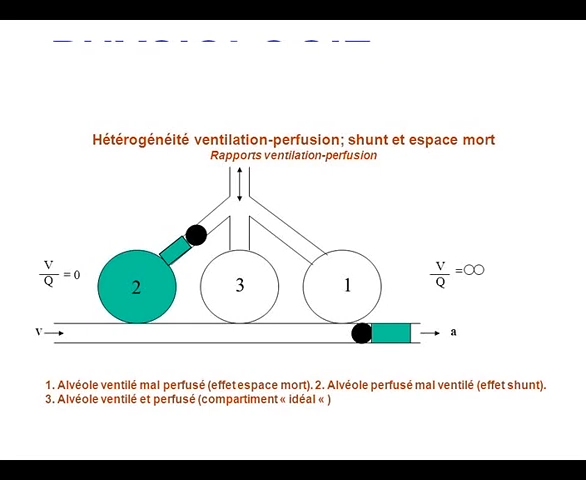 Hétérogénéité ventilation-perfusion; shunt et espace mort
Rapports ventilation-perfusion
V
Q
= 0
2
3
1
V
Q
=∞
v
a
1. Alvéole ventilé mal perfusé (effet espace mort). 2. Alvéole perfusé mal ventilé (effet shunt).
3. Alvéole ventilé et perfusé (compartiment « idéal « )